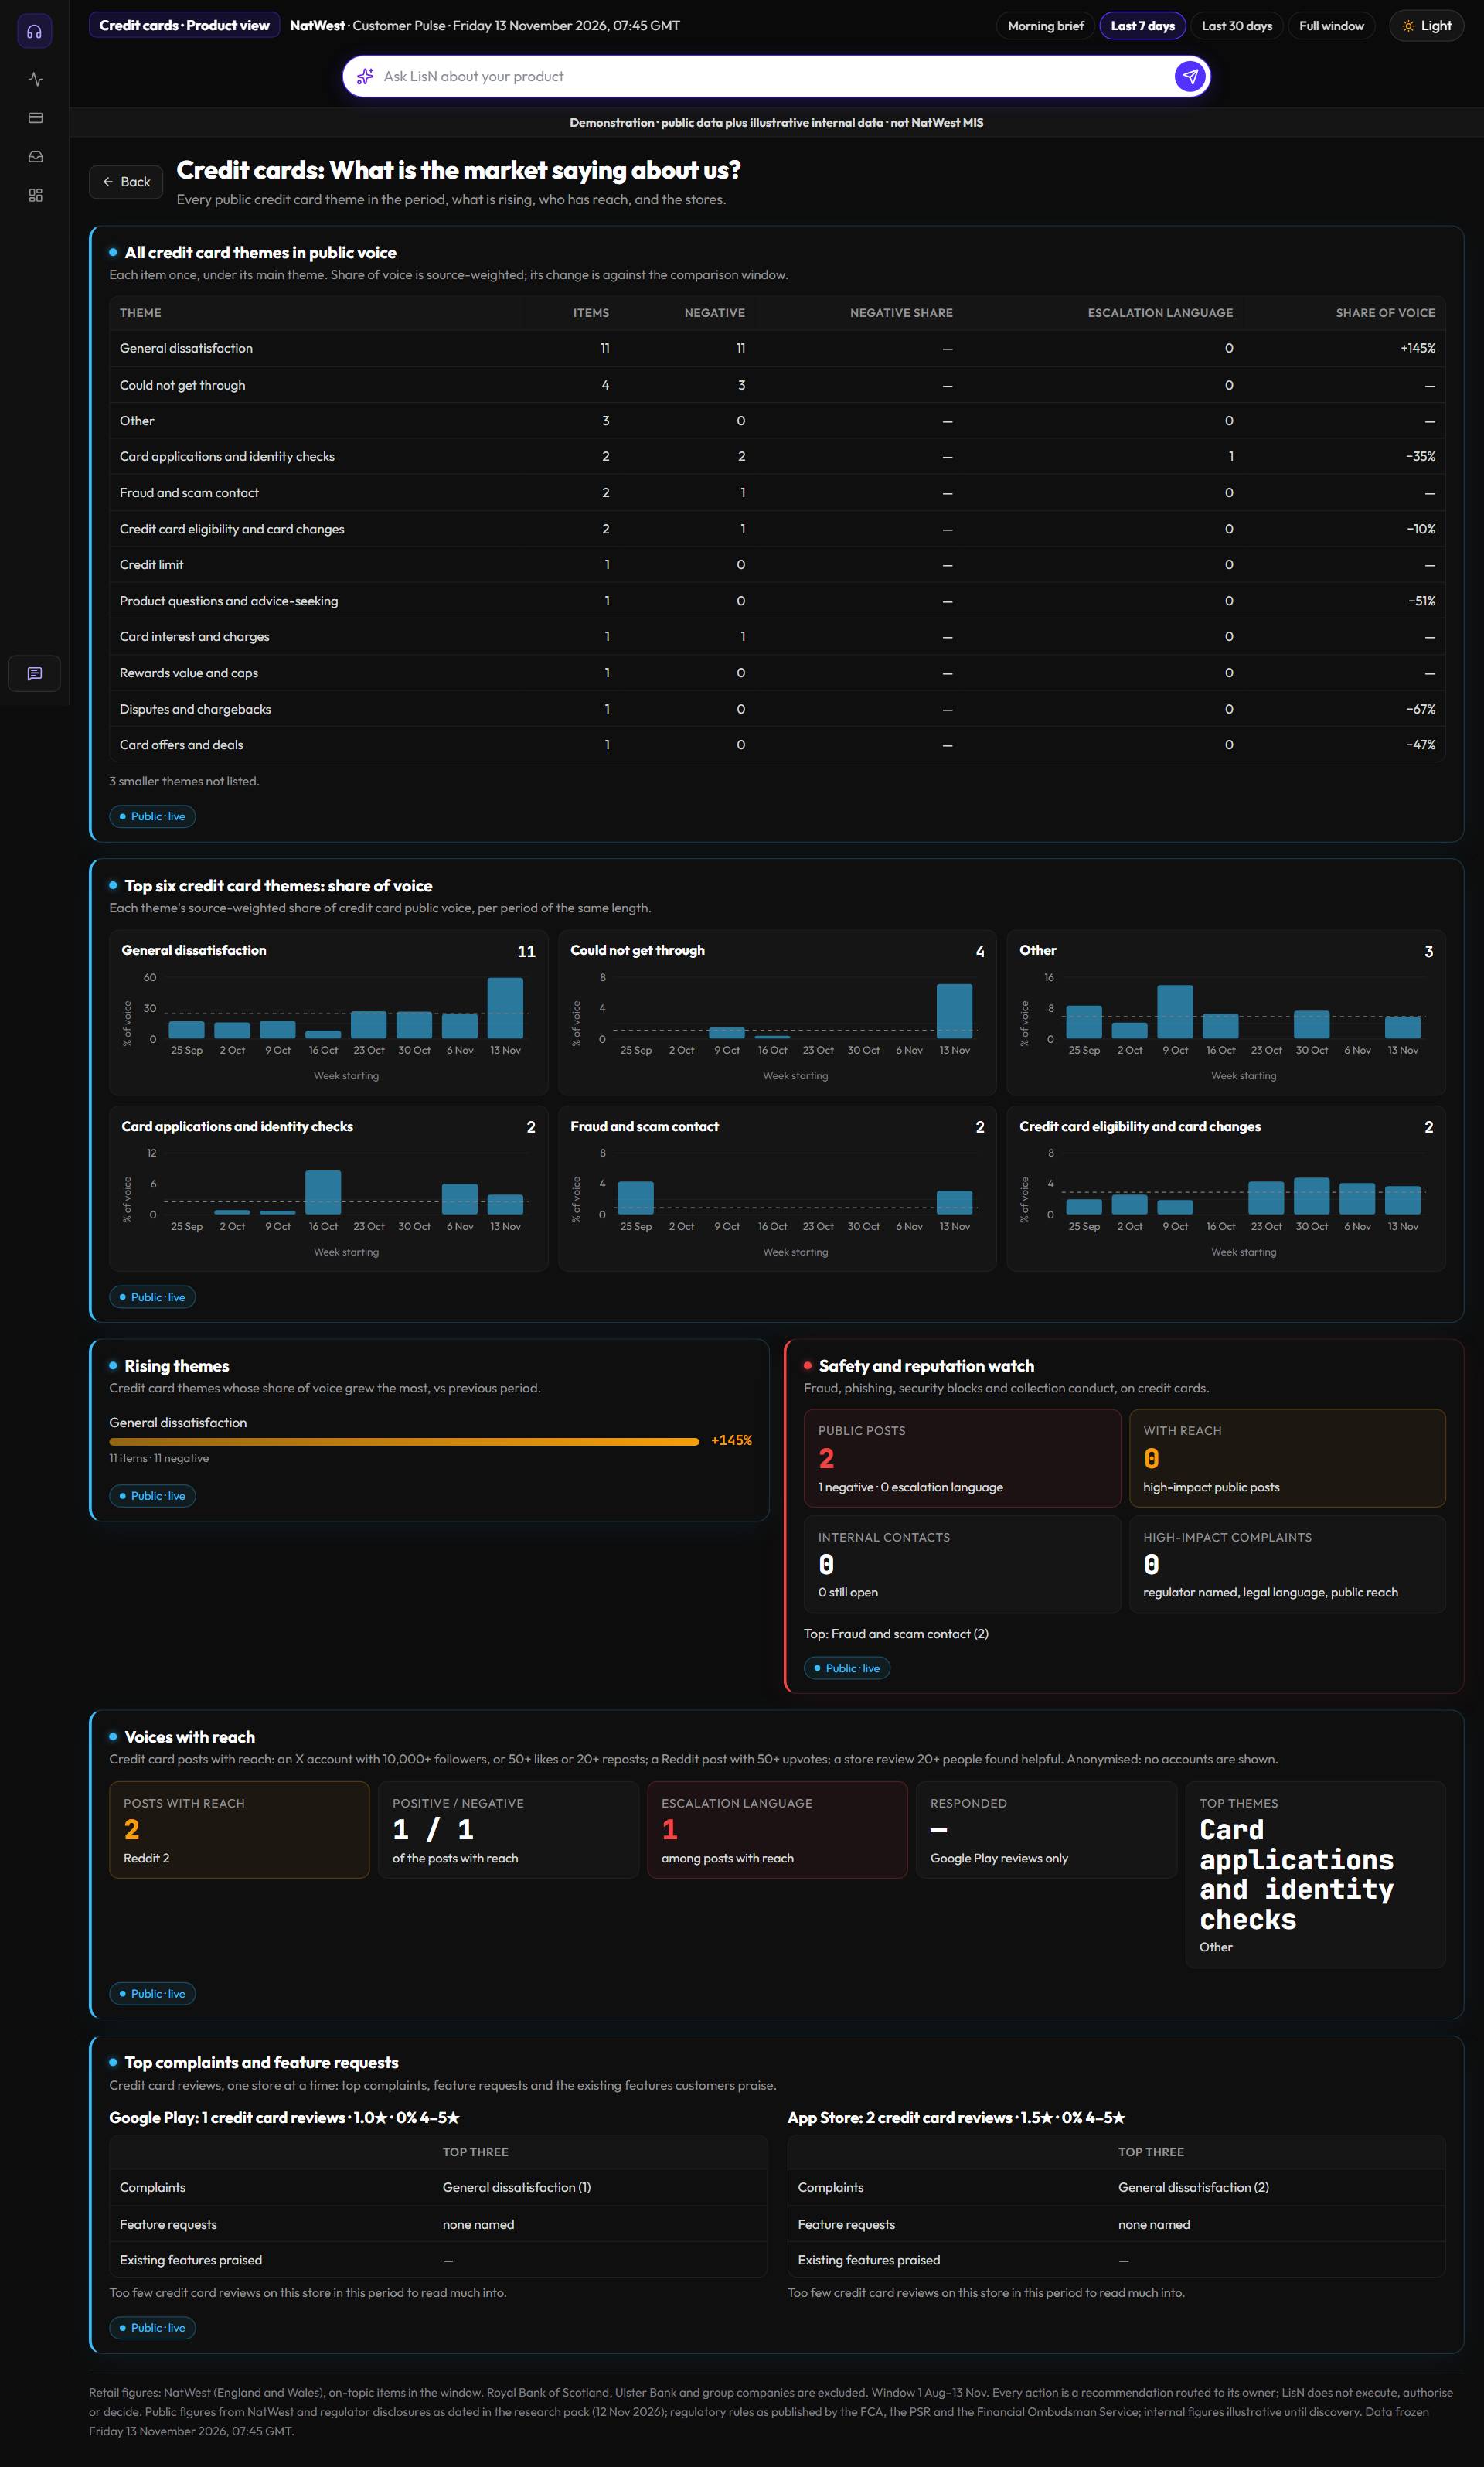 Credit cards · Product view
NatWest · Customer Pulse · Friday 13 November 2026, 07:45 GMT
Morning brief
Last 7 days
Last 30 days
Full window
Light
Ask LisN about your product
Demonstration · public data plus illustrative internal data · not NatWest MIS
Back
Credit cards: What is the market saying about us?
Every public credit card theme in the period, what is rising, who has reach, and the stores.
All credit card themes in public voice
Each item once, under its main theme. Share of voice is source-weighted; its change is against the comparison window.
THEME ITEMS NEGATIVE NEGATIVE SHARE ESCALATION LANGUAGE SHARE OF VOICE
General dissatisfaction 11 11 — 0 +145%
Could not get through 4 3 — 0 —
Other 3 0 — 0 —
Card applications and identity checks 2 2 — 1 −35%
Fraud and scam contact 2 1 — 0 —
Credit card eligibility and card changes 2 1 — 0 −10%
Credit limit 1 0 — 0 —
Product questions and advice-seeking 1 0 — 0 −51%
Card interest and charges 1 1 — 0 —
Rewards value and caps 1 0 — 0 —
Disputes and chargebacks 1 0 — 0 −67%
Card offers and deals 1 0 — 0 −47%
3 smaller themes not listed.
Public · live
Top six credit card themes: share of voice
Each theme's source-weighted share of credit card public voice, per period of the same length.
General dissatisfaction 11
60
30
0
% of voice
25 Sep 2 Oct 9 Oct 16 Oct 23 Oct 30 Oct 6 Nov 13 Nov
Week starting
Could not get through 4
8
4
0
% of voice
25 Sep 2 Oct 9 Oct 16 Oct 23 Oct 30 Oct 6 Nov 13 Nov
Week starting
Other 3
16
8
0
% of voice
25 Sep 2 Oct 9 Oct 16 Oct 23 Oct 30 Oct 6 Nov 13 Nov
Week starting
Card applications and identity checks 2
12
6
0
% of voice
25 Sep 2 Oct 9 Oct 16 Oct 23 Oct 30 Oct 6 Nov 13 Nov
Week starting
Fraud and scam contact 2
8
4
0
% of voice
25 Sep 2 Oct 9 Oct 16 Oct 23 Oct 30 Oct 6 Nov 13 Nov
Week starting
Credit card eligibility and card changes 2
8
4
0
% of voice
25 Sep 2 Oct 9 Oct 16 Oct 23 Oct 30 Oct 6 Nov 13 Nov
Week starting
Public · live
Rising themes
Credit card themes whose share of voice grew the most, vs previous period.
General dissatisfaction
+145%
11 items · 11 negative
Public · live
Safety and reputation watch
Fraud, phishing, security blocks and collection conduct, on credit cards.
PUBLIC POSTS
2
1 negative · 0 escalation language
WITH REACH
0
high-impact public posts
INTERNAL CONTACTS
0
0 still open
HIGH-IMPACT COMPLAINTS
0
regulator named, legal language, public reach
Top: Fraud and scam contact (2)
Public · live
Voices with reach
Credit card posts with reach: an X account with 10,000+ followers, or 50+ likes or 20+ reposts; a Reddit post with 50+ upvotes; a store review 20+ people found helpful. Anonymised: no accounts are shown.
POSTS WITH REACH
2
Reddit 2
POSITIVE / NEGATIVE
1 / 1
of the posts with reach
ESCALATION LANGUAGE
1
among posts with reach
RESPONDED
—
Google Play reviews only
TOP THEMES
Card
applications
and identity
checks
Other
Public · live
Top complaints and feature requests
Credit card reviews, one store at a time: top complaints, feature requests and the existing features customers praise.
Google Play: 1 credit card reviews · 1.0★ · 0% 4–5★
TOP THREE
Complaints General dissatisfaction (1)
Feature requests none named
Existing features praised —
Too few credit card reviews on this store in this period to read much into.
App Store: 2 credit card reviews · 1.5★ · 0% 4–5★
TOP THREE
Complaints General dissatisfaction (2)
Feature requests none named
Existing features praised —
Too few credit card reviews on this store in this period to read much into.
Public · live
Retail figures: NatWest (England and Wales), on-topic items in the window. Royal Bank of Scotland, Ulster Bank and group companies are excluded. Window 1 Aug–13 Nov. Every action is a recommendation routed to its owner; LisN does not execute, authorise
or decide. Public figures from NatWest and regulator disclosures as dated in the research pack (12 Nov 2026); regulatory rules as published by the FCA, the PSR and the Financial Ombudsman Service; internal figures illustrative until discovery. Data frozen
Friday 13 November 2026, 07:45 GMT.